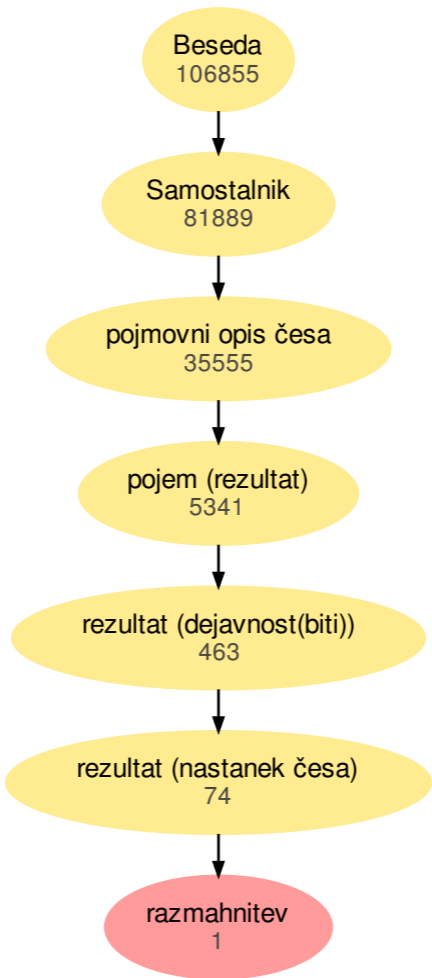 Beseda
106855
Samostalnik
81889
pojmovni opis česa
35555
pojem (rezultat)
5341
rezultat (dejavnost(biti))
463
rezultat (nastanek česa)
74
razmahnitev
1